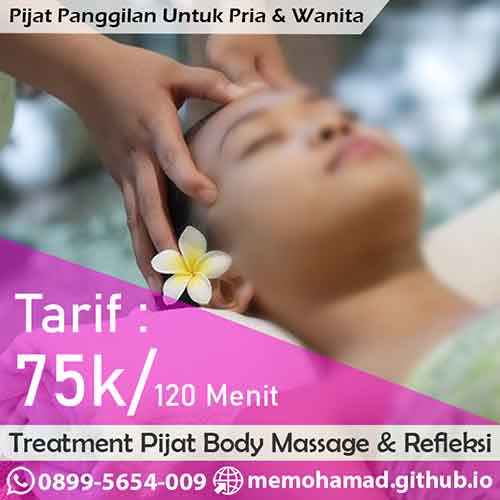 Pijat Panggilan Untuk Pria & Wanita
Tarif :
75k/120 Menit
Treatment Pijat Body Massage & Refleksi
0899-5654-009 memohamad.github.io